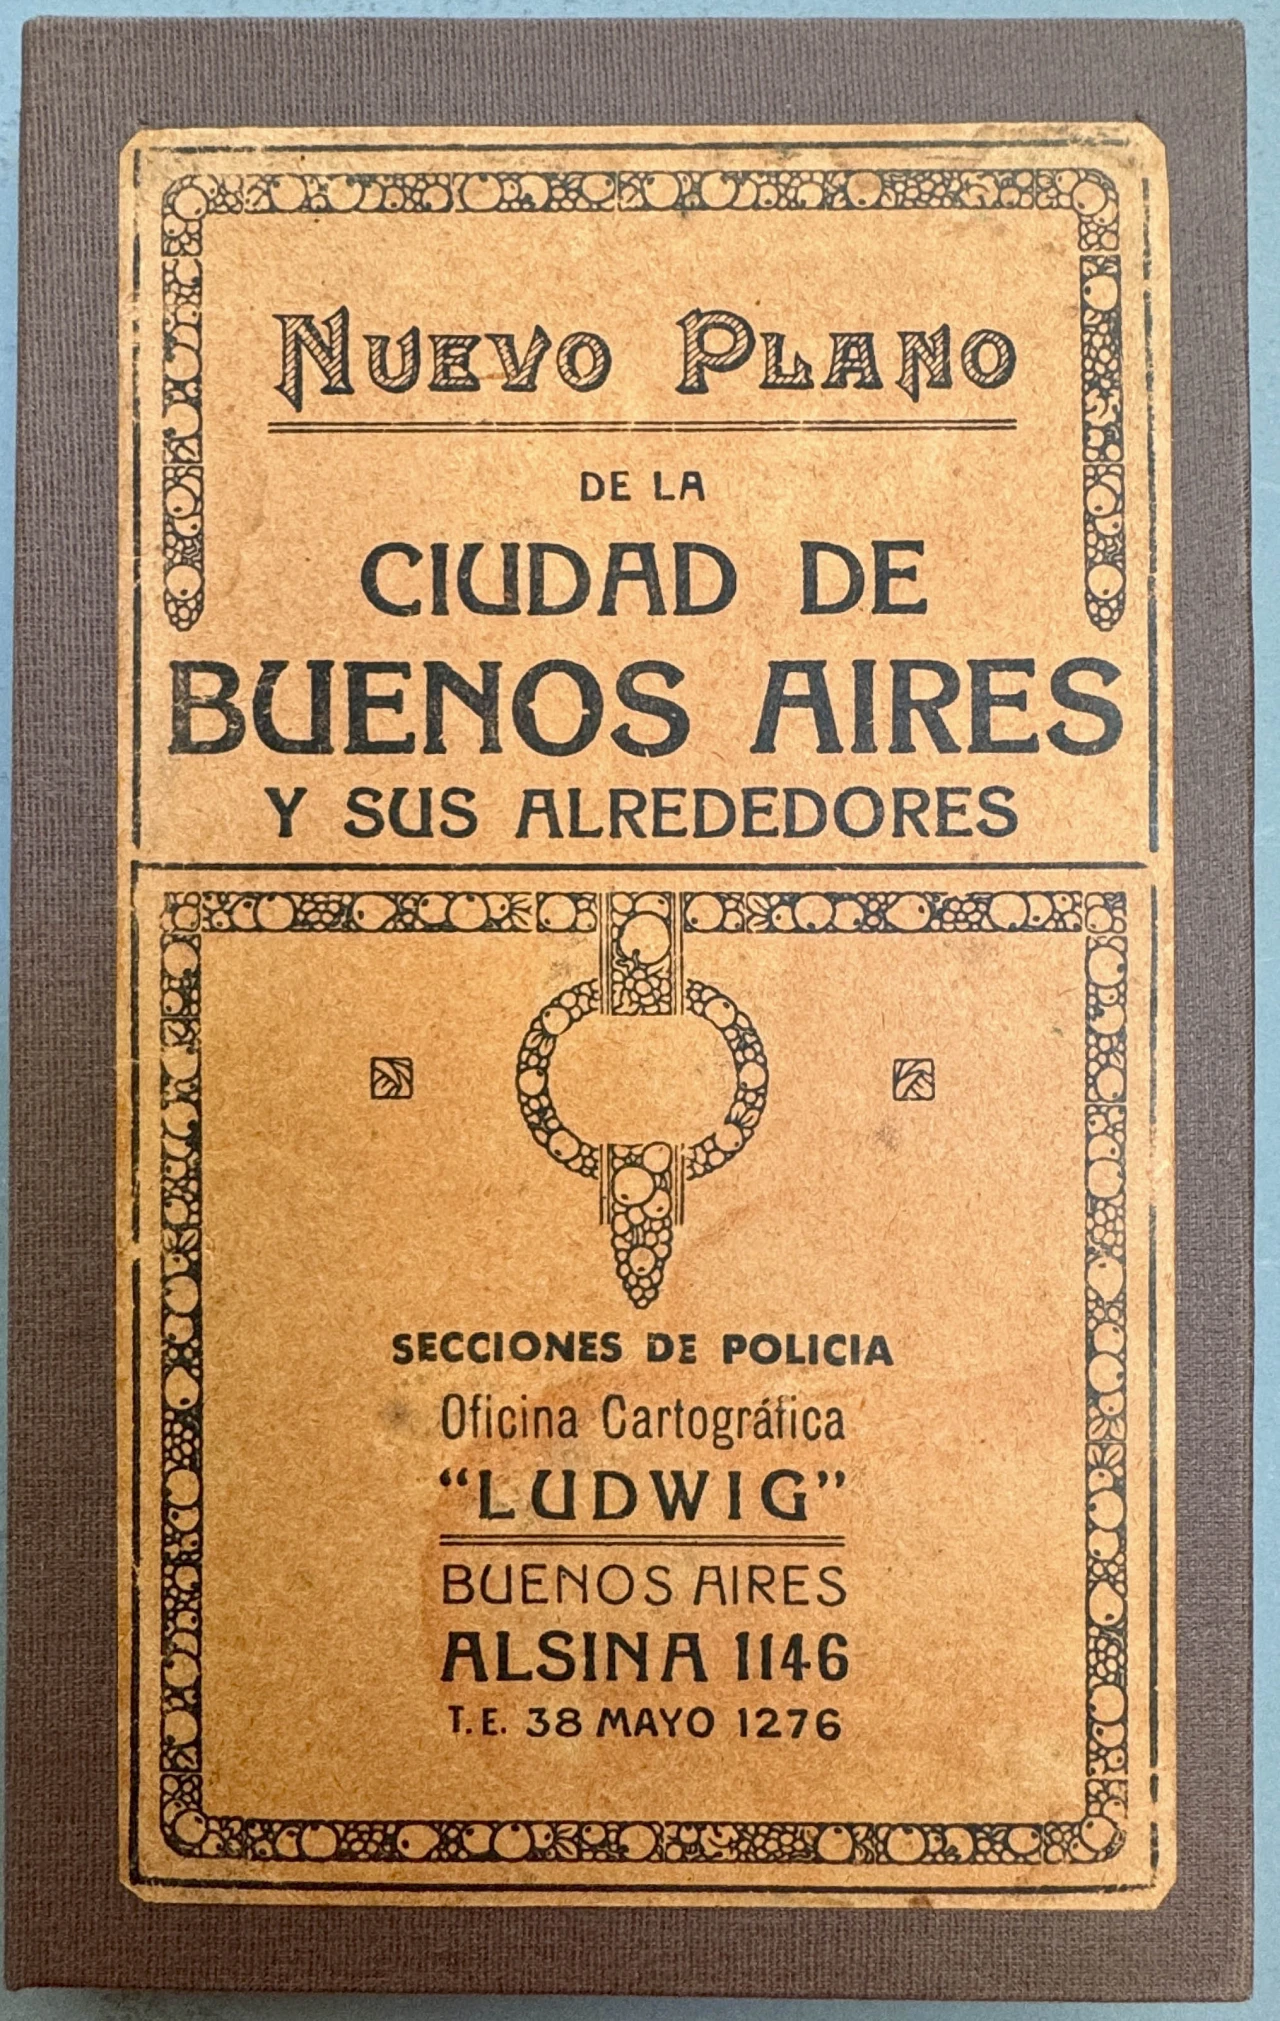 NUEVO PLANO
DE LA
CIUDAD DE
BUENOS AIRES
Y SUS ALREDEDORES
SECCIONES DE POLICIA
Oficina Cartográfica
"LUDWIG"
BUENOS AIRES
ALSINA 1146
T.E. 38 MAYO 1276